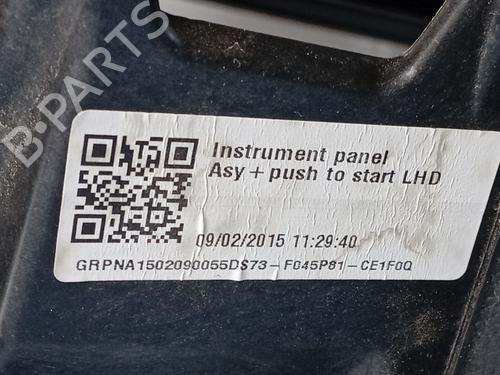 B-PARTS
Instrument panel
Asy + push to start LHD
09/02/2015 11:29:40
GRPNA1502090055DS73-F045P81-CE1F0Q